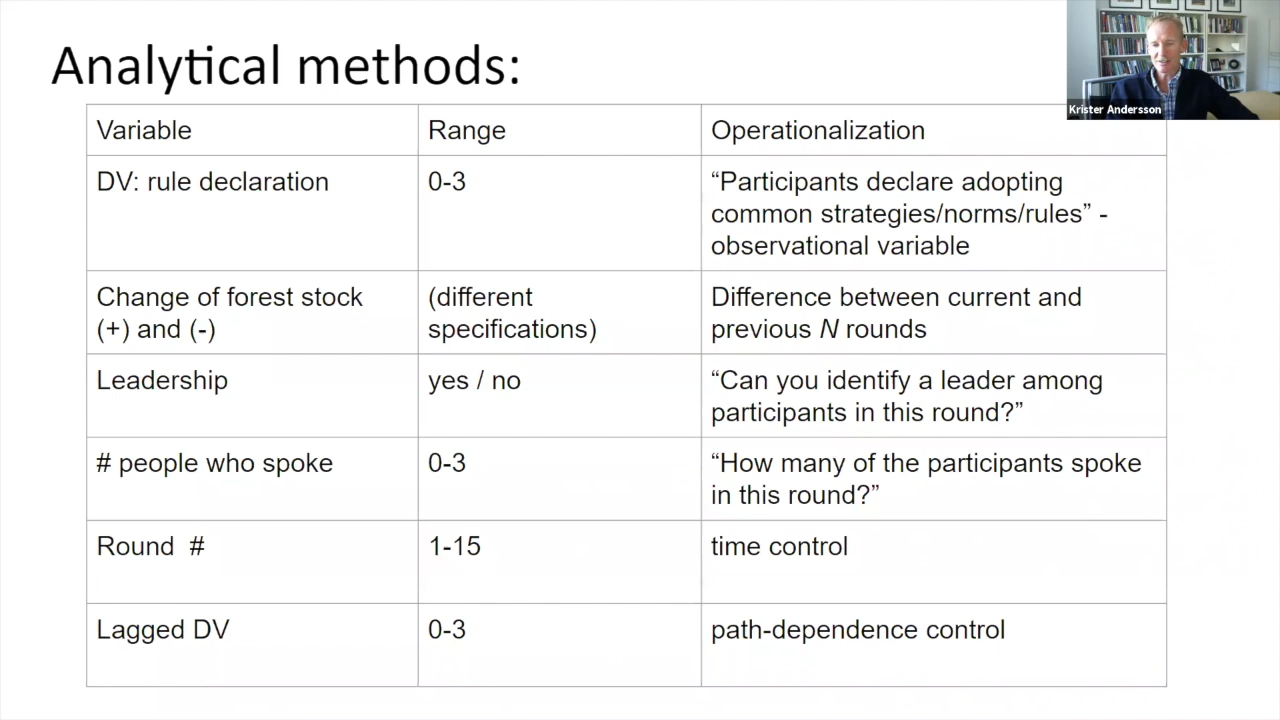 Analytical methods:
Krister Andersson
Variable
Range
Operationalization
DV: rule declaration
0-3
“Participants declare adopting
common strategies/norms/rules” -
observational variable
Change of forest stock
(+) and (-)
(different
specifications)
Difference between current and
previous N rounds
Leadership
yes / no
“Can you identify a leader among
participants in this round?”
# people who spoke
0-3
“How many of the participants spoke
in this round?”
Round #
1-15
time control
Lagged DV
0-3
path-dependence control